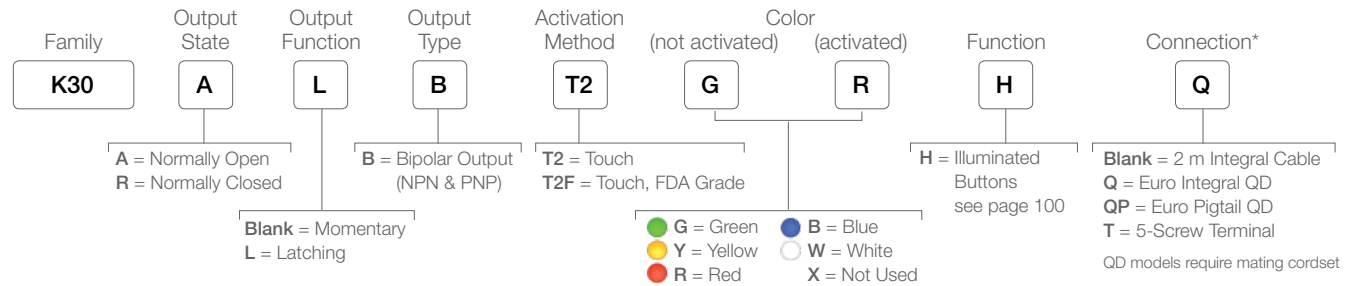 Family
Output
State
Output
Function
Output
Type
Activation
Method
Color
(not activated) (activated)
Function
Connection*
K30 A L B T2 G R H Q
A = Normally Open
R = Normally Closed
Blank = Momentary
L = Latching
B = Bipolar Output
(NPN & PNP)
T2 = Touch
T2F = Touch, FDA Grade
G = Green
Y = Yellow
R = Red
B = Blue
W = White
X = Not Used
H = Illuminated
Buttons
see page 100
Blank = 2 m Integral Cable
Q = Euro Integral QD
QP = Euro Pigtail QD
T = 5-Screw Terminal
QD models require mating cordset